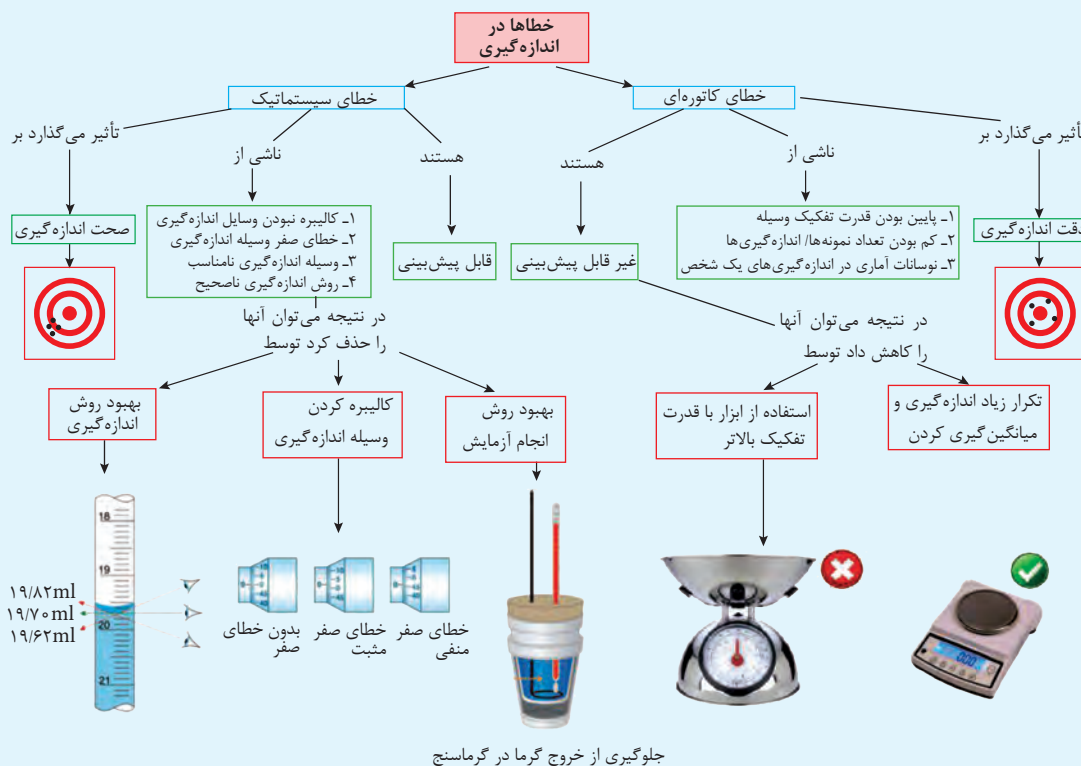 خطاها در
اندازه‌گیری
خطای کاتوره‌ای
خطای سیستماتیک
تأثیر می‌گذارد بر
ناشی از
هستند
هستند
ناشی از
تأثیر می‌گذارد بر
دقت اندازه‌گیری
۱ـ پایین بودن قدرت تفکیک وسیله
۲ـ کم بودن تعداد نمونه‌ها/ اندازه‌گیری‌ها
۳ـ نوسانات آماری در اندازه‌گیری‌های یک شخص
غیر قابل پیش‌بینی
قابل پیش‌بینی
۱ـ کالیبره نبودن وسایل اندازه‌گیری
۲ـ خطای صفر وسیله اندازه‌گیری
۳ـ وسیله اندازه‌گیری نامناسب
۴ـ روش اندازه‌گیری ناصحیح
صحت اندازه‌گیری
در نتیجه می‌توان آنها
را کاهش داد توسط
در نتیجه می‌توان آنها
را حذف کرد توسط
تکرار زیاد اندازه‌گیری و
میانگین‌گیری کردن
استفاده از ابزار با قدرت
تفکیک بالاتر
بهبود روش
انجام آزمایش
کالیبره کردن
وسیله اندازه‌گیری
بهبود روش
اندازه‌گیری
18
19
20
21
۱۹/۸۲ml
۱۹/۷۰ml
۱۹/۶۲ml
خطای صفر
منفی
خطای صفر
مثبت
بدون خطای
صفر
جلوگیری از خروج گرما در گرماسنج